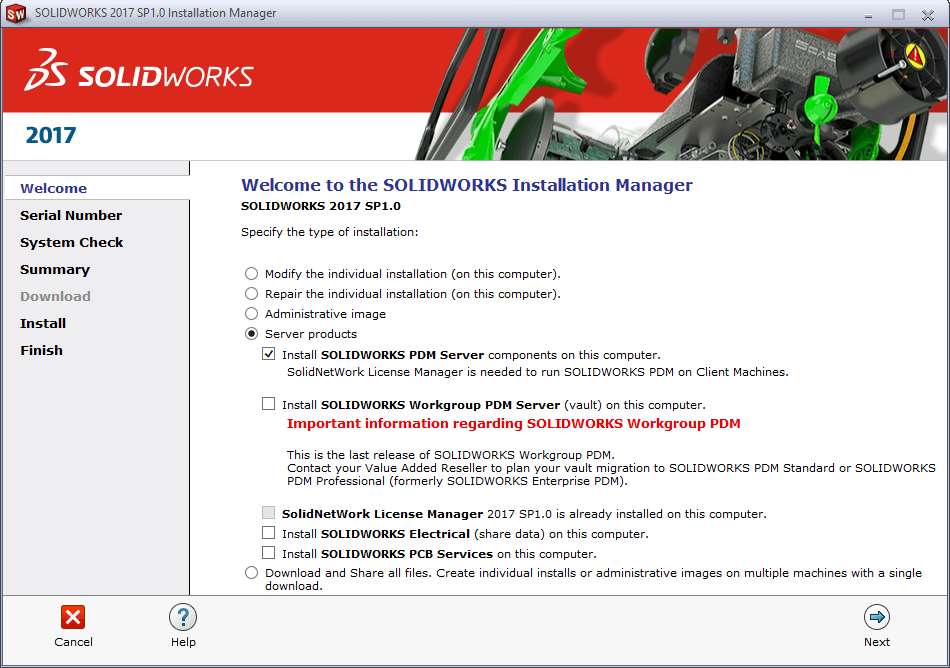 SOLIDWORKS 2017 SP1.0 Installation Manager
SOLIDWORKS
2017
Welcome
Serial Number
System Check
Summary
Download
Install
Finish
Welcome to the SOLIDWORKS Installation Manager
SOLIDWORKS 2017 SP1.0
Specify the type of installation:
Modify the individual installation (on this computer).
Repair the individual installation (on this computer).
Administrative image
Server products
Install SOLIDWORKS PDM Server components on this computer.
SolidNetWork License Manager is needed to run SOLIDWORKS PDM on Client Machines.
Install SOLIDWORKS Workgroup PDM Server (vault) on this computer.
Important information regarding SOLIDWORKS Workgroup PDM
This is the last release of SOLIDWORKS Workgroup PDM.
Contact your Value Added Reseller to plan your vault migration to SOLIDWORKS PDM Standard or SOLIDWORKS
PDM Professional (formerly SOLIDWORKS Enterprise PDM).
SolidNetWork License Manager 2017 SP1.0 is already installed on this computer.
Install SOLIDWORKS Electrical (share data) on this computer.
Install SOLIDWORKS PCB Services on this computer.
Download and Share all files. Create individual installs or administrative images on multiple machines with a single
download.
Cancel
Help
Next